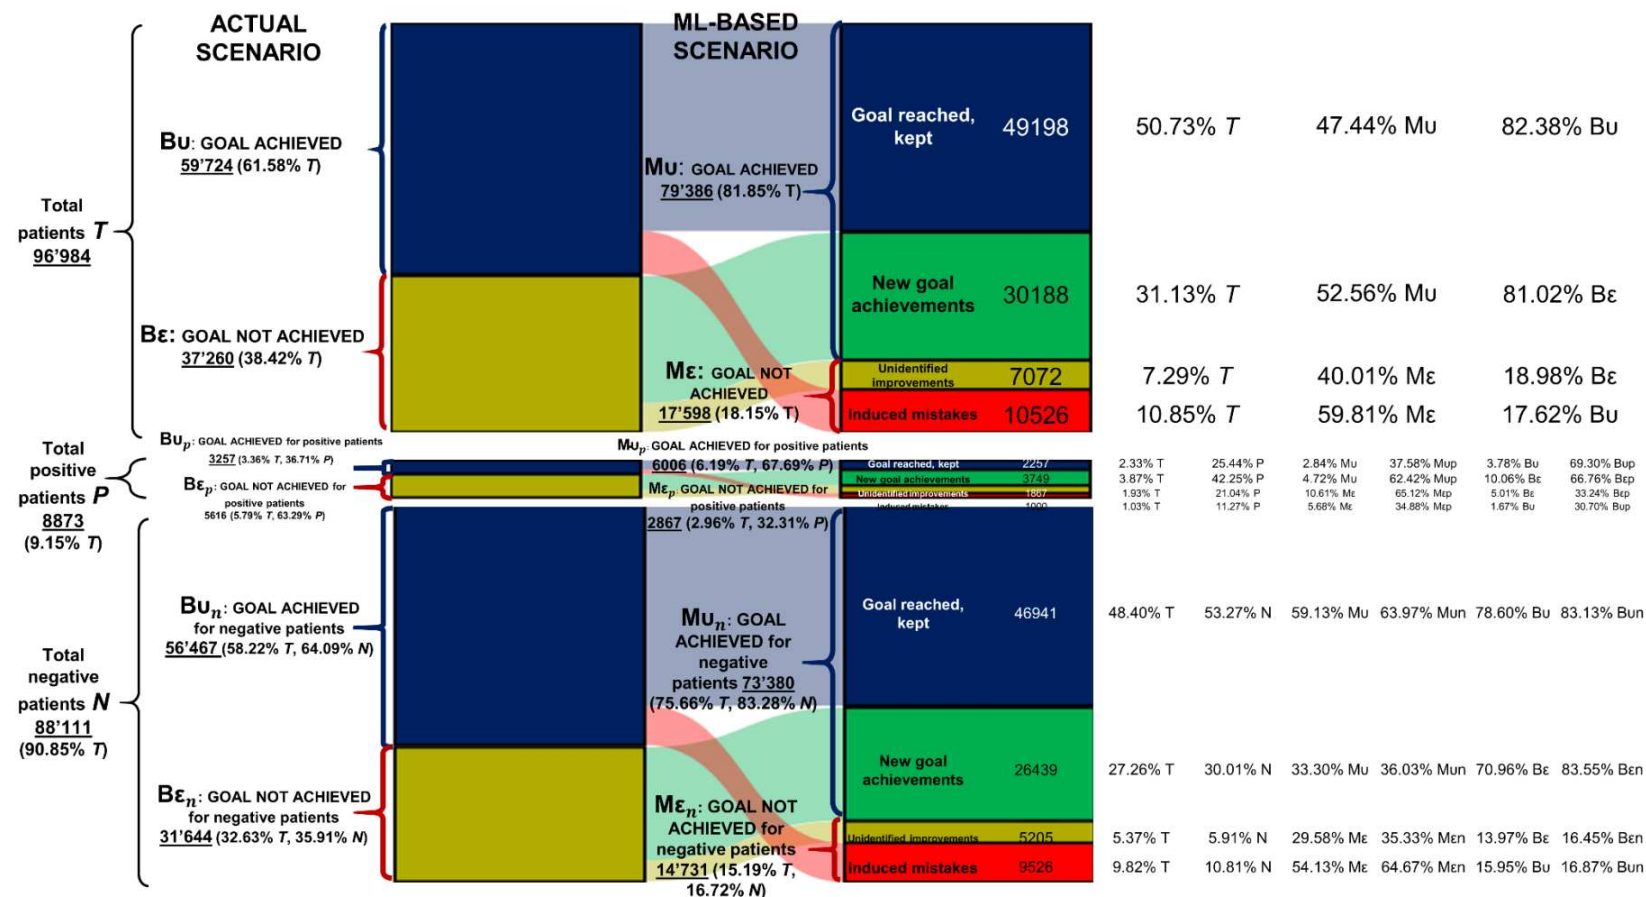 ACTUAL
SCENARIO
ML-BASED
SCENARIO
Total
patients T
96'984
Bυ: GOAL ACHIEVED
59'724 (61.58% T)
Bε: GOAL NOT ACHIEVED
37'260 (38.42% T)
Mυ: GOAL ACHIEVED
79'386 (81.85% T)
Mε: GOAL NOT
ACHIEVED
17'598 (18.15% T)
Goal reached,
kept
49198
50.73% T
47.44% Mυ
82.38% Bυ
New goal
achievements
30188
31.13% T
52.56% Mυ
81.02% Bε
Unidentified
improvements
7072
7.29% T
40.01% Mε
18.98% Bε
Induced mistakes
10526
10.85% T
59.81% Mε
17.62% Bυ
Total
positive
patients P
8873
(9.15% T)
Bυp: GOAL ACHIEVED for positive patients
3257 (3.36% T, 36.71% P)
Bεp: GOAL NOT ACHIEVED for
positive patients
5616 (5.79% T, 63.29% P)
Mυp: GOAL ACHIEVED for positive patients
6006 (6.19% T, 67.69% P)
Mεp: GOAL NOT ACHIEVED for
positive patients
2867 (2.96% T, 32.31% P)
Goal reached, kept 2257 2.33% T 25.44% P 2.84% Mυ 37.58% Mυp 3.78% Bυ 69.30% Bυp
New goal achievements 3749 3.87% T 42.25% P 4.72% Mυ 62.42% Mυp 10.06% Bε 66.76% Bεp
Unidentified improvements 1867 1.93% T 21.04% P 10.61% Mε 65.12% Mεp 5.01% Bε 33.24% Bεp
Induced mistakes 1000 1.03% T 11.27% P 5.68% Mε 34.88% Mεp 1.67% Bυ 30.70% Bυp
Total
negative
patients N
88'111
(90.85% T)
Bυn: GOAL ACHIEVED
for negative patients
56'467 (58.22% T, 64.09% N)
Bεn: GOAL NOT ACHIEVED
for negative patients
31'644 (32.63% T, 35.91% N)
Mυn: GOAL
ACHIEVED for
negative
patients 73'380
(75.66% T, 83.28% N)
Mεn: GOAL NOT
ACHIEVED for
negative patients
14'731 (15.19% T,
16.72% N)
Goal reached,
kept
46941
48.40% T 53.27% N 59.13% Mυ 63.97% Mυn 78.60% Bυ 83.13% Bυn
New goal
achievements
26439
27.26% T 30.01% N 33.30% Mυ 36.03% Mυn 70.96% Bε 83.55% Bεn
Unidentified improvements 5205 5.37% T 5.91% N 29.58% Mε 35.33% Mεn 13.97% Bε 16.45% Bεn
Induced mistakes 9526 9.82% T 10.81% N 54.13% Mε 64.67% Mεn 15.95% Bυ 16.87% Bυn